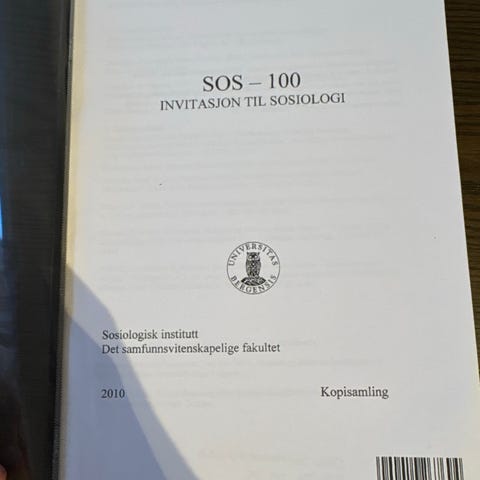 SOS – 100
INVITASJON TIL SOSIOLOGI
UNIVERSITAS
BERGENSIS
Sosiologisk institutt
Det samfunnsvitenskapelige fakultet
2010 Kopisamling